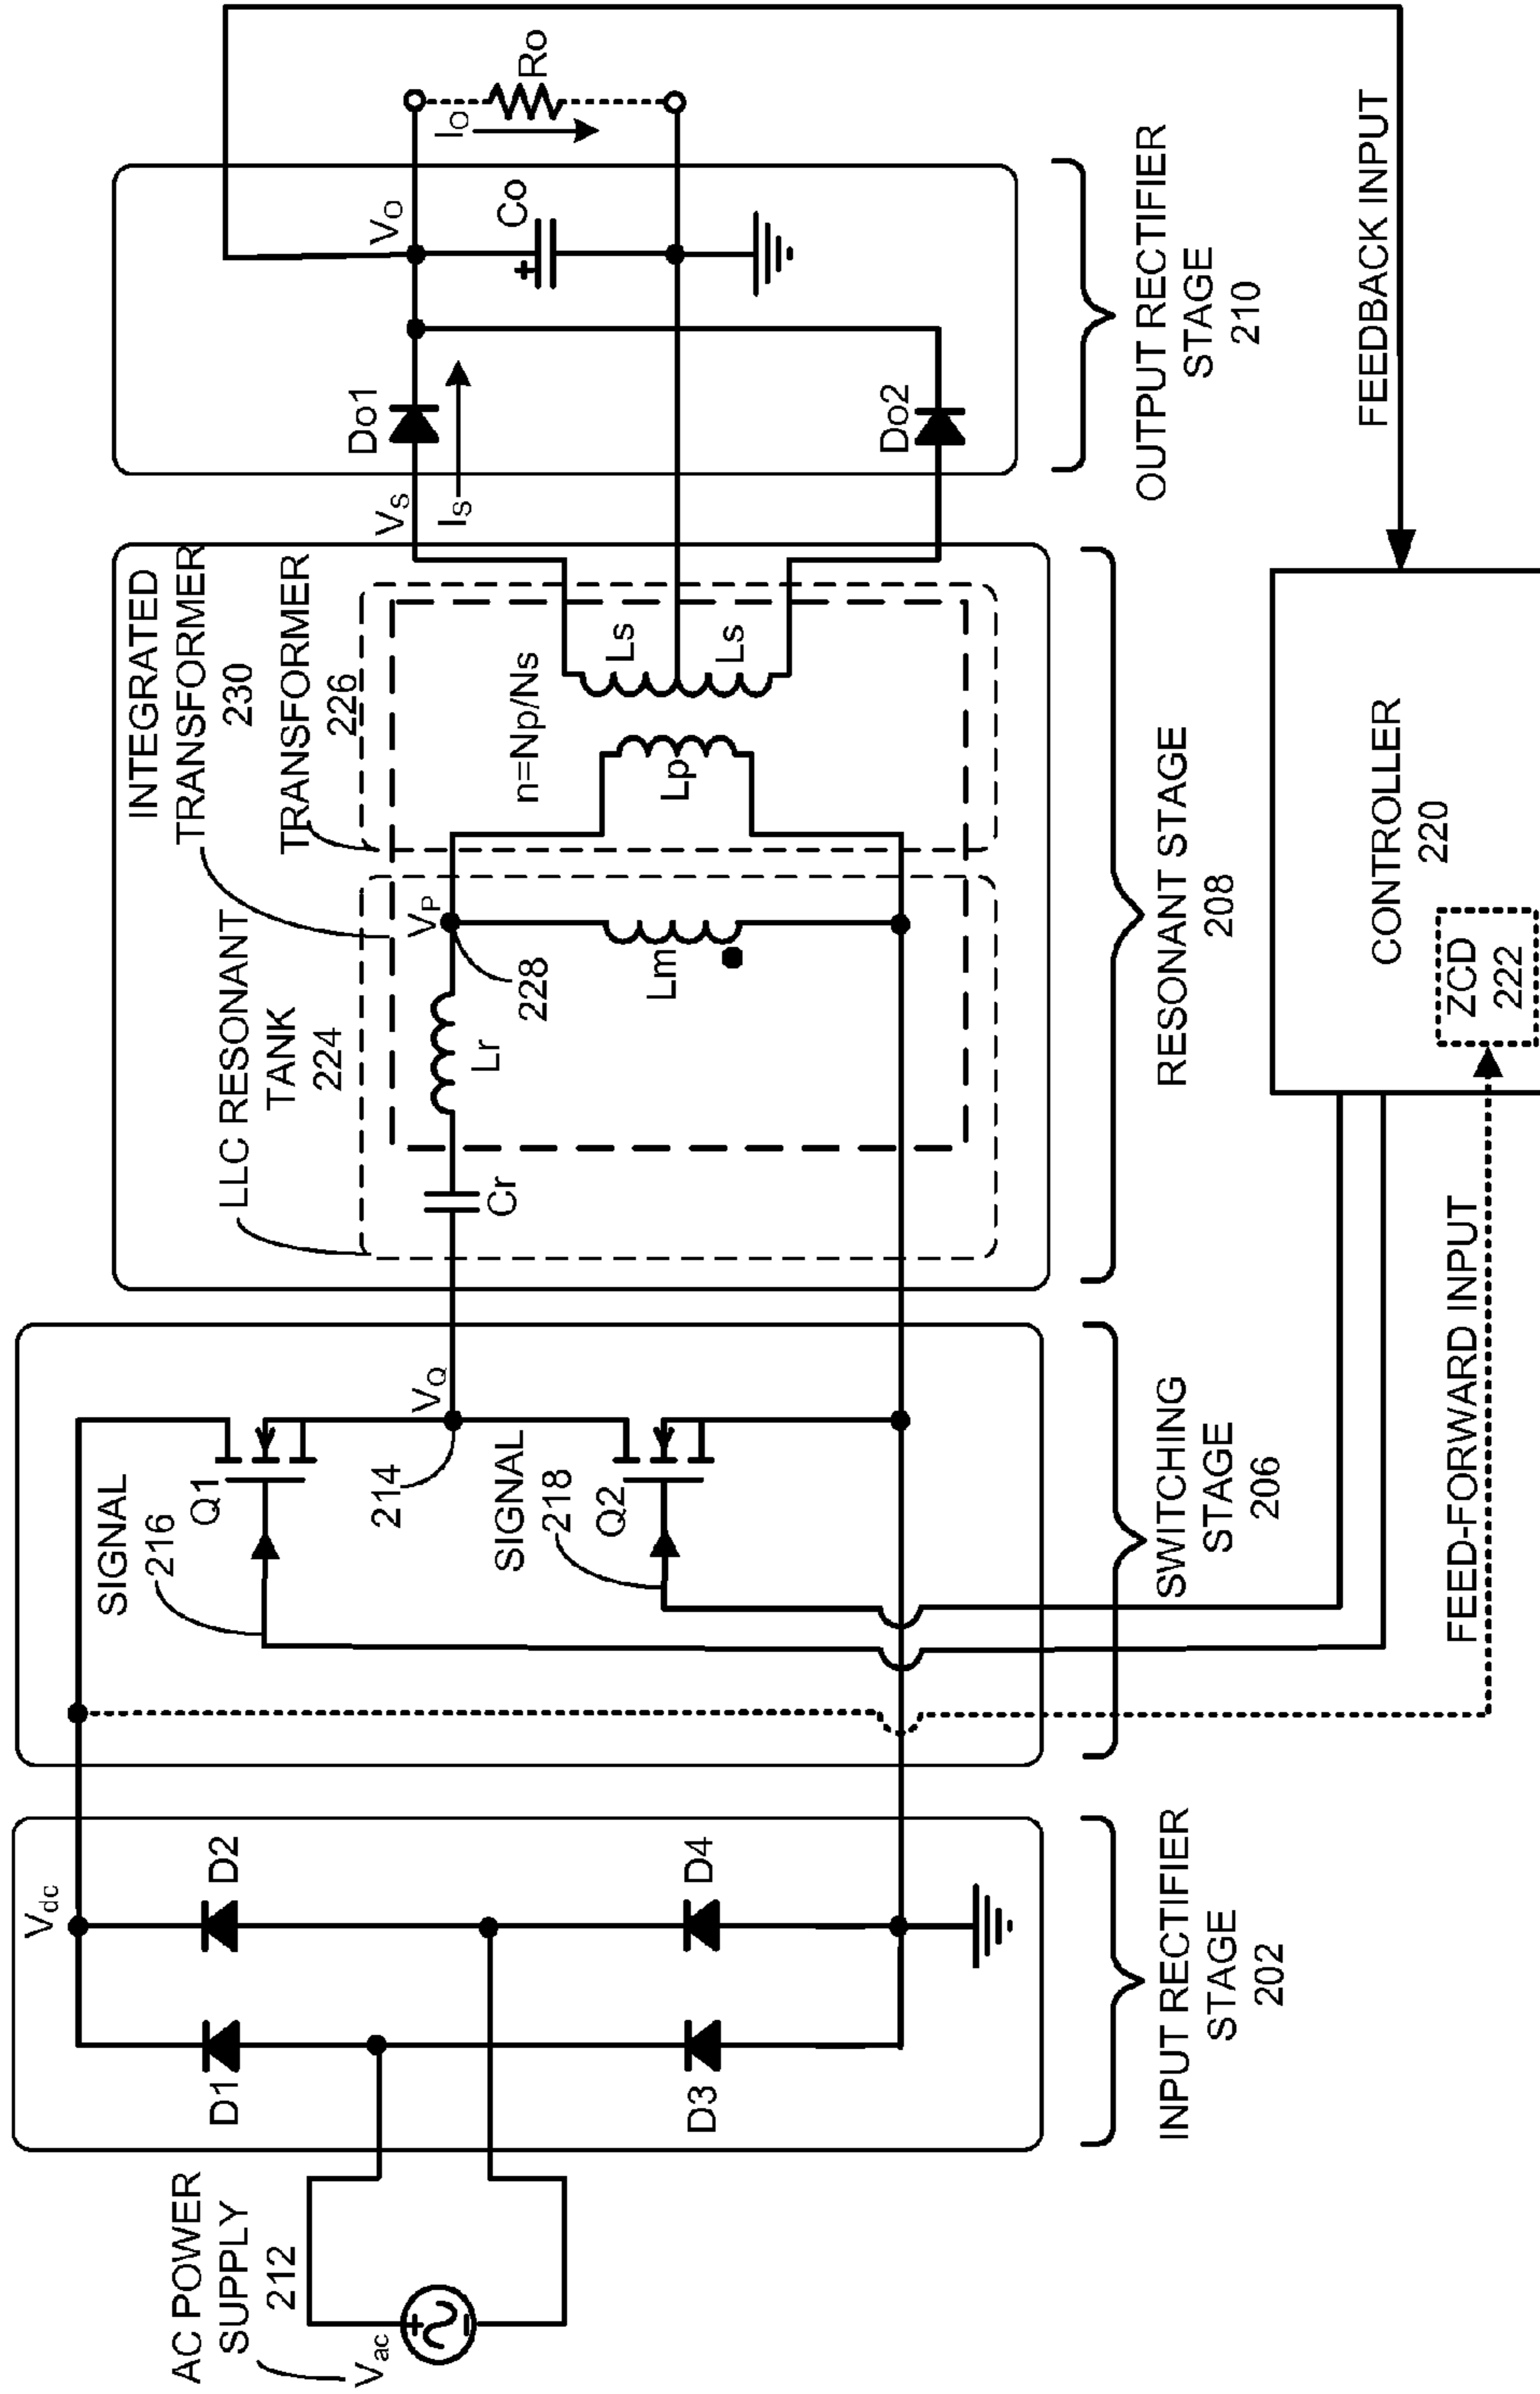 AC POWER
SUPPLY
212
Vac
Vdc
D1
D2
D3
D4
INPUT RECTIFIER
STAGE
202
SIGNAL
216
Q1
214
VQ
SIGNAL
218
Q2
SWITCHING
STAGE
206
LLC RESONANT
TANK
224
INTEGRATED
TRANSFORMER
230
TRANSFORMER
226
Cr
Lr
VP
228
Lm
n=Np/Ns
Lp
Ls
Ls
RESONANT STAGE
208
VS
IS
Do1
Do2
VO
+
Co
IO
Ro
OUTPUT RECTIFIER
STAGE
210
FEED-FORWARD INPUT
FEEDBACK INPUT
CONTROLLER
220
ZCD
222